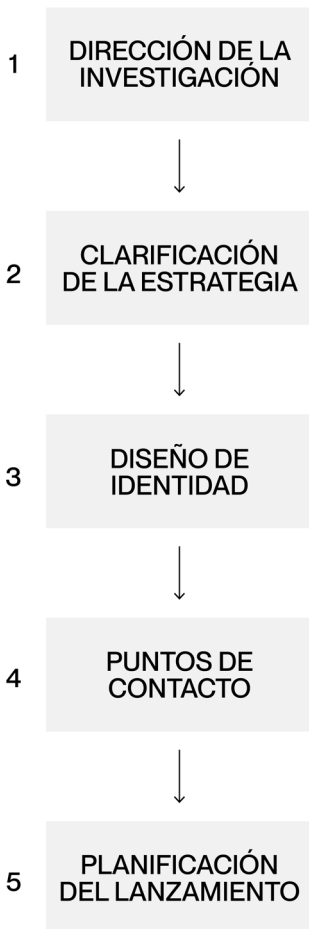 1
DIRECCIÓN DE LA
INVESTIGACIÓN
2
CLARIFICACIÓN
DE LA ESTRATEGIA
3
DISEÑO DE
IDENTIDAD
4
PUNTOS DE
CONTACTO
5
PLANIFICACIÓN
DEL LANZAMIENTO